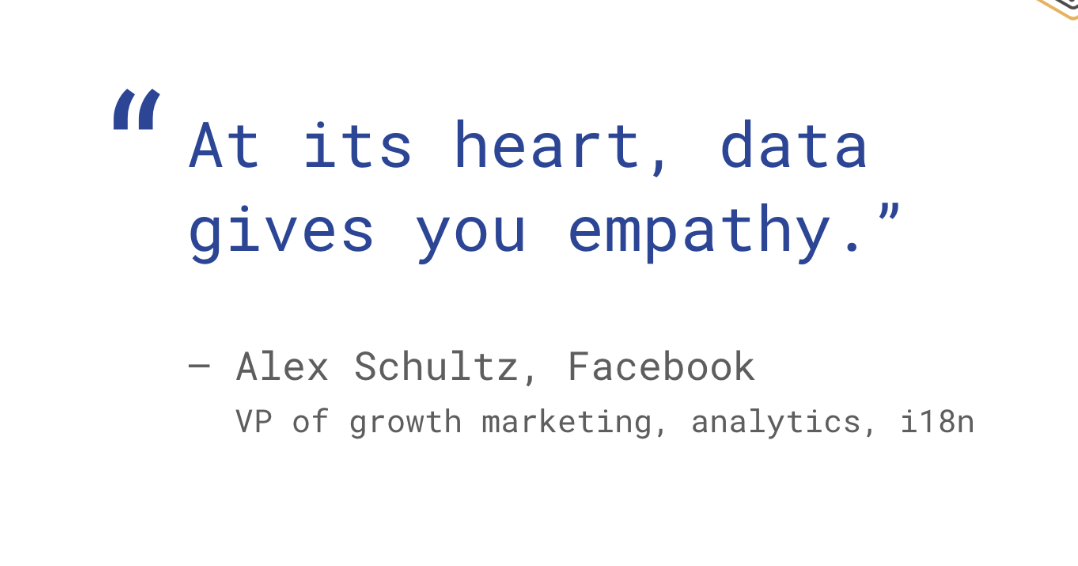 “At its heart, data
gives you empathy.”
– Alex Schultz, Facebook
VP of growth marketing, analytics, i18n